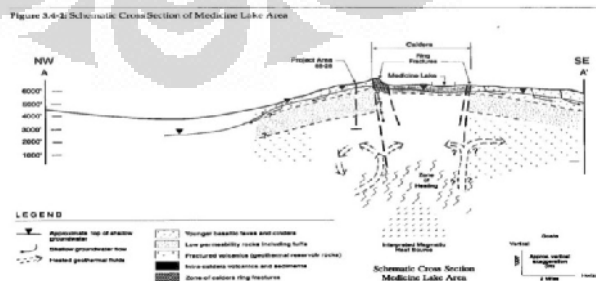 Figure 3.4-2: Schematic Cross Section of Medicine Lake Area
Caldera
NW
A
Project Area
Ring
Fractures
Medicine Lake
SE
A'
6000'
5000'
4000'
3000'
2000'
1000'
Zone
of
Heating
Interpreted Magmatic
Heat Source
LEGEND
Approximate top of shallow
groundwater
Shallow groundwater flow
Heated geothermal fluids
Younger basaltic lavas and cinders
Low permeability rocks including tuffs
Fractured volcanics (geothermal reservoir rocks)
Intra-caldera volcanics and sediments
Zone of caldera ring fractures
Schematic Cross Section
Medicine Lake Area
Scale
Vertical
Approx. vertical
exaggeration